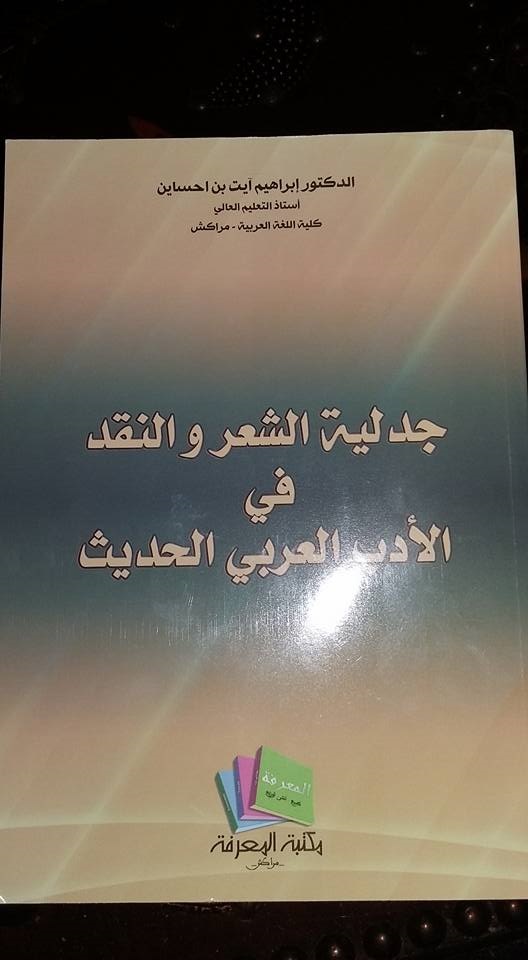 الدكتور إبراهيم آيت بن احساين
أستاذ التعليم العالي
كلية اللغة العربية - مراكش
جدلية الشعر و النقد
في
الأدب العربي الحديث
المعرفة
مكتبة المعرفة
-مراكش-